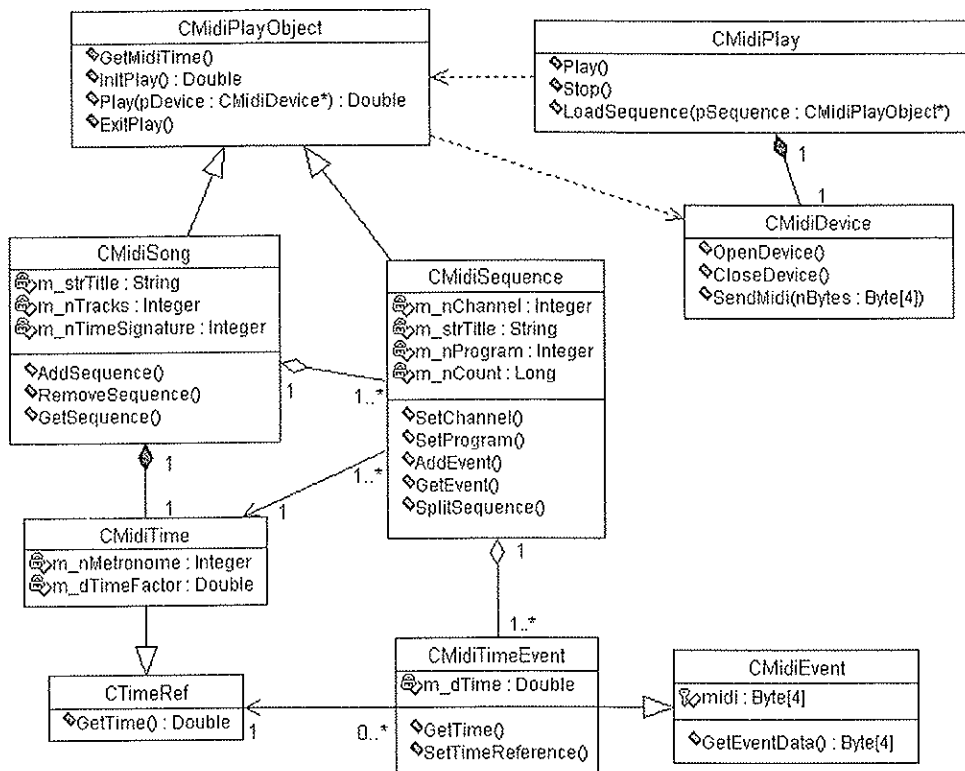 CMidiPlayObject
GetMidiTime()
InitPlay() : Double
Play(pDevice : CMidiDevice*) : Double
ExitPlay()
CMidiPlay
Play()
Stop()
LoadSequence(pSequence : CMidiPlayObject*)
1
1
CMidiDevice
OpenDevice()
CloseDevice()
SendMidi(nBytes : Byte[4])
CMidiSong
m_strTitle : String
m_nTracks : Integer
m_nTimeSignature : Integer
AddSequence()
RemoveSequence()
GetSequence()
1
1..*
CMidiSequence
m_nChannel : Integer
m_strTitle : String
m_nProgram : Integer
m_nCount : Long
SetChannel()
SetProgram()
AddEvent()
GetEvent()
SplitSequence()
1
1
1..*
1
CMidiTime
m_nMetronome : Integer
m_dTimeFactor : Double
1
1..*
CTimeRef
GetTime() : Double
1
0..*
CMidiTimeEvent
m_dTime : Double
GetTime()
SetTimeReference()
CMidiEvent
midi : Byte[4]
GetEventData() : Byte[4]